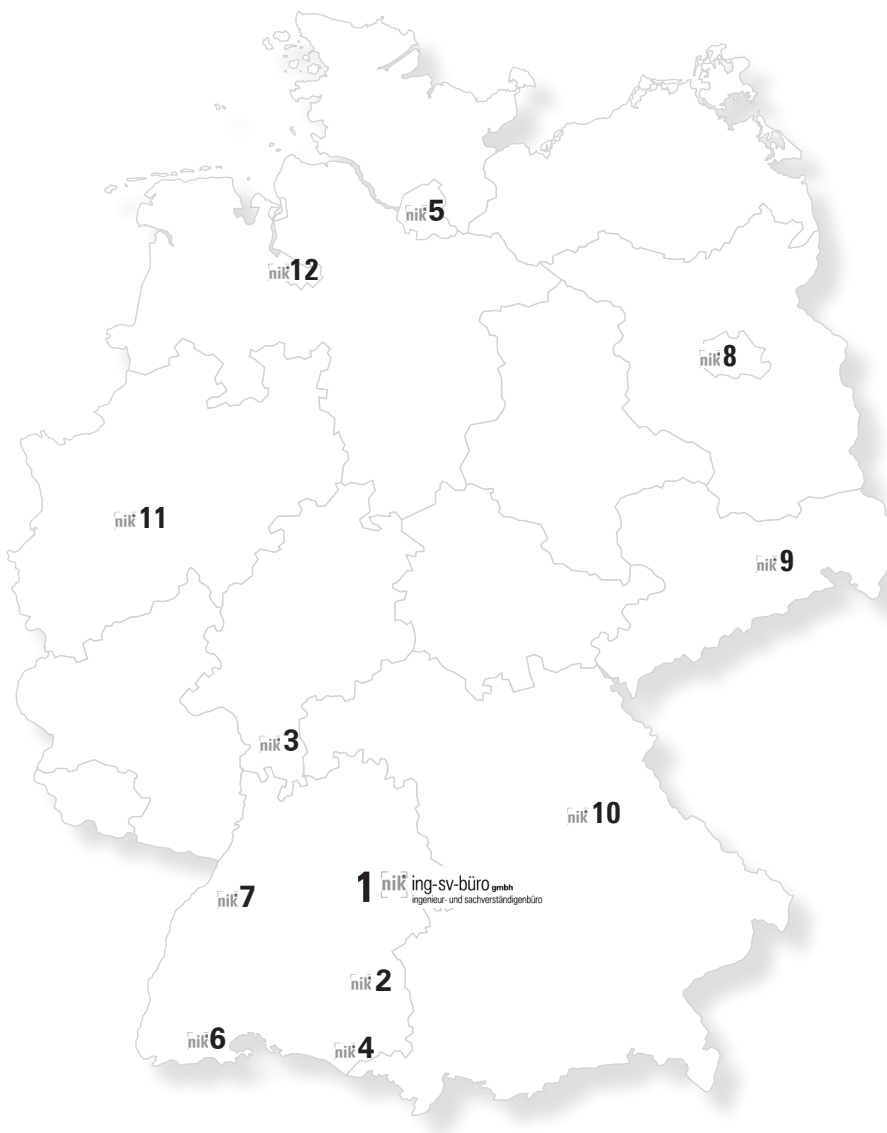 nik 5
nik 12
nik 8
nik 11
nik 9
nik 3
nik 10
1 nik ing-sv-büro gmbh
ingenieur- und sachverständigenbüro
nik 7
nik 2
nik 6
nik 4